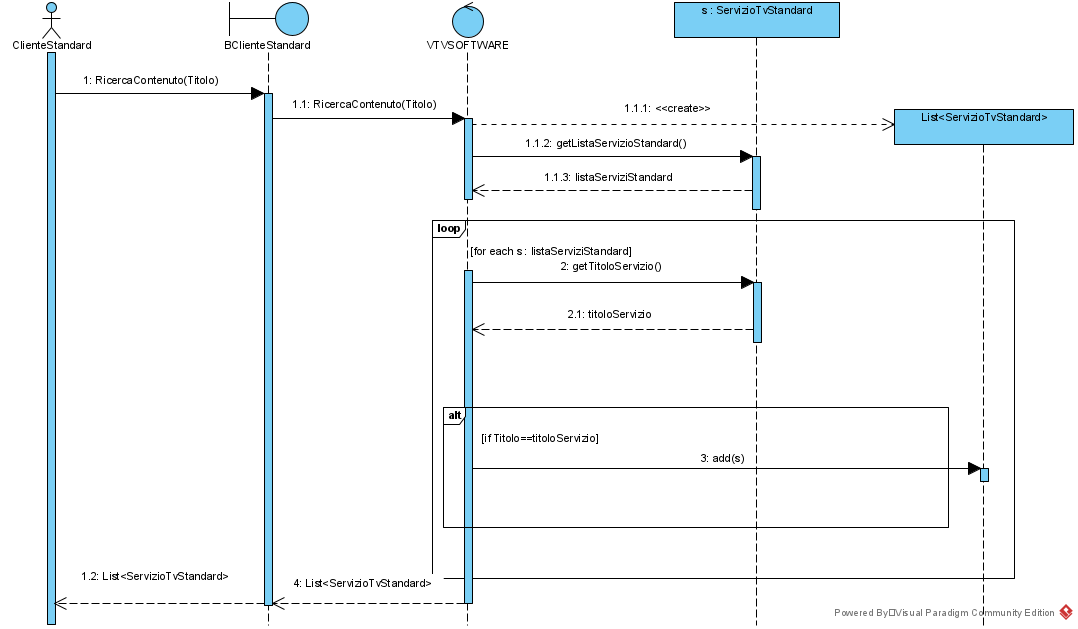 s : ServizioTvStandard
ClienteStandard
BClienteStandard
VTVSOFTWARE
1: RicercaContenuto(Titolo)
1.1: RicercaContenuto(Titolo)
1.1.1: <<create>>
List<ServizioTvStandard>
1.1.2: getListaServizioStandard()
1.1.3: listaServiziStandard
loop
[for each s : listaServiziStandard]
2: getTitoloServizio()
2.1: titoloServizio
alt
[if Titolo==titoloServizio]
3: add(s)
1.2: List<ServizioTvStandard>
4: List<ServizioTvStandard>
Powered By Visual Paradigm Community Edition